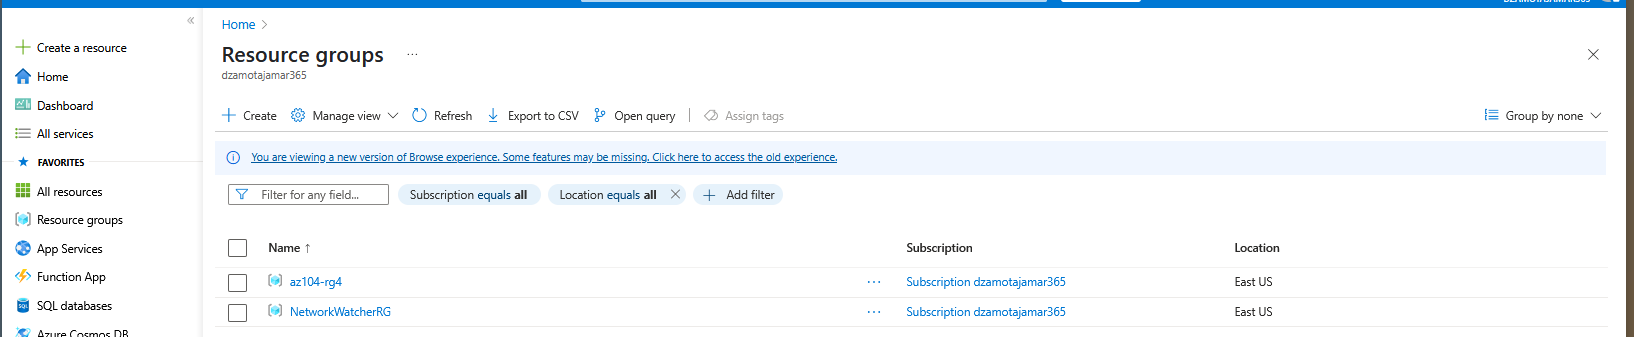 Home >
Resource groups ...
dzamotajamar365
Create a resource
Home
Dashboard
All services
FAVORITES
All resources
Resource groups
App Services
Function App
SQL databases
Azure Cosmos DB
Create Manage view Refresh Export to CSV Open query Assign tags Group by none
You are viewing a new version of Browse experience. Some features may be missing. Click here to access the old experience.
Filter for any field... Subscription equals all Location equals all Add filter
Name ↑ Subscription Location
az104-rg4 ... Subscription dzamotajamar365 East US
NetworkWatcherRG ... Subscription dzamotajamar365 East US